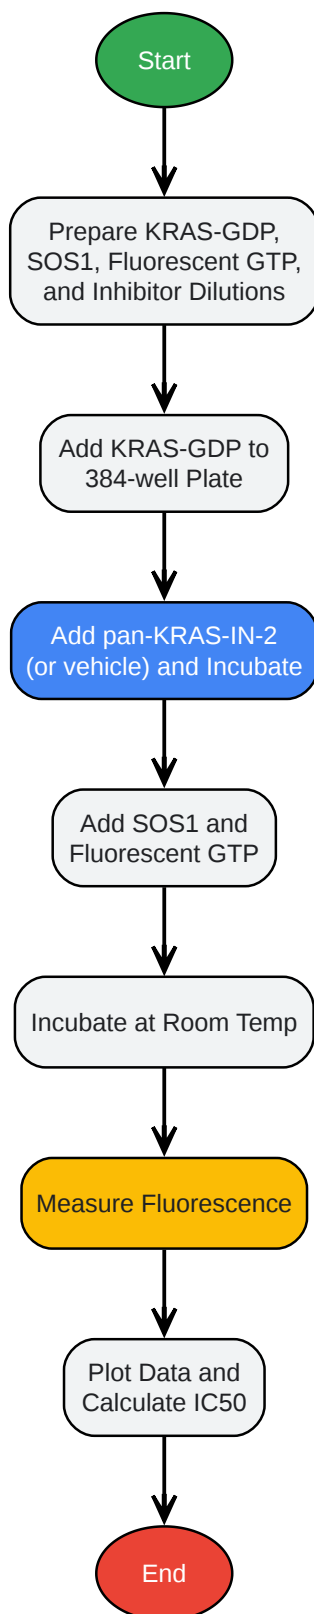 Start
Prepare KRAS-GDP,
SOS1, Fluorescent GTP,
and Inhibitor Dilutions
Add KRAS-GDP to
384-well Plate
Add pan-KRAS-IN-2
(or vehicle) and Incubate
Add SOS1 and
Fluorescent GTP
Incubate at Room Temp
Measure Fluorescence
Plot Data and
Calculate IC50
End